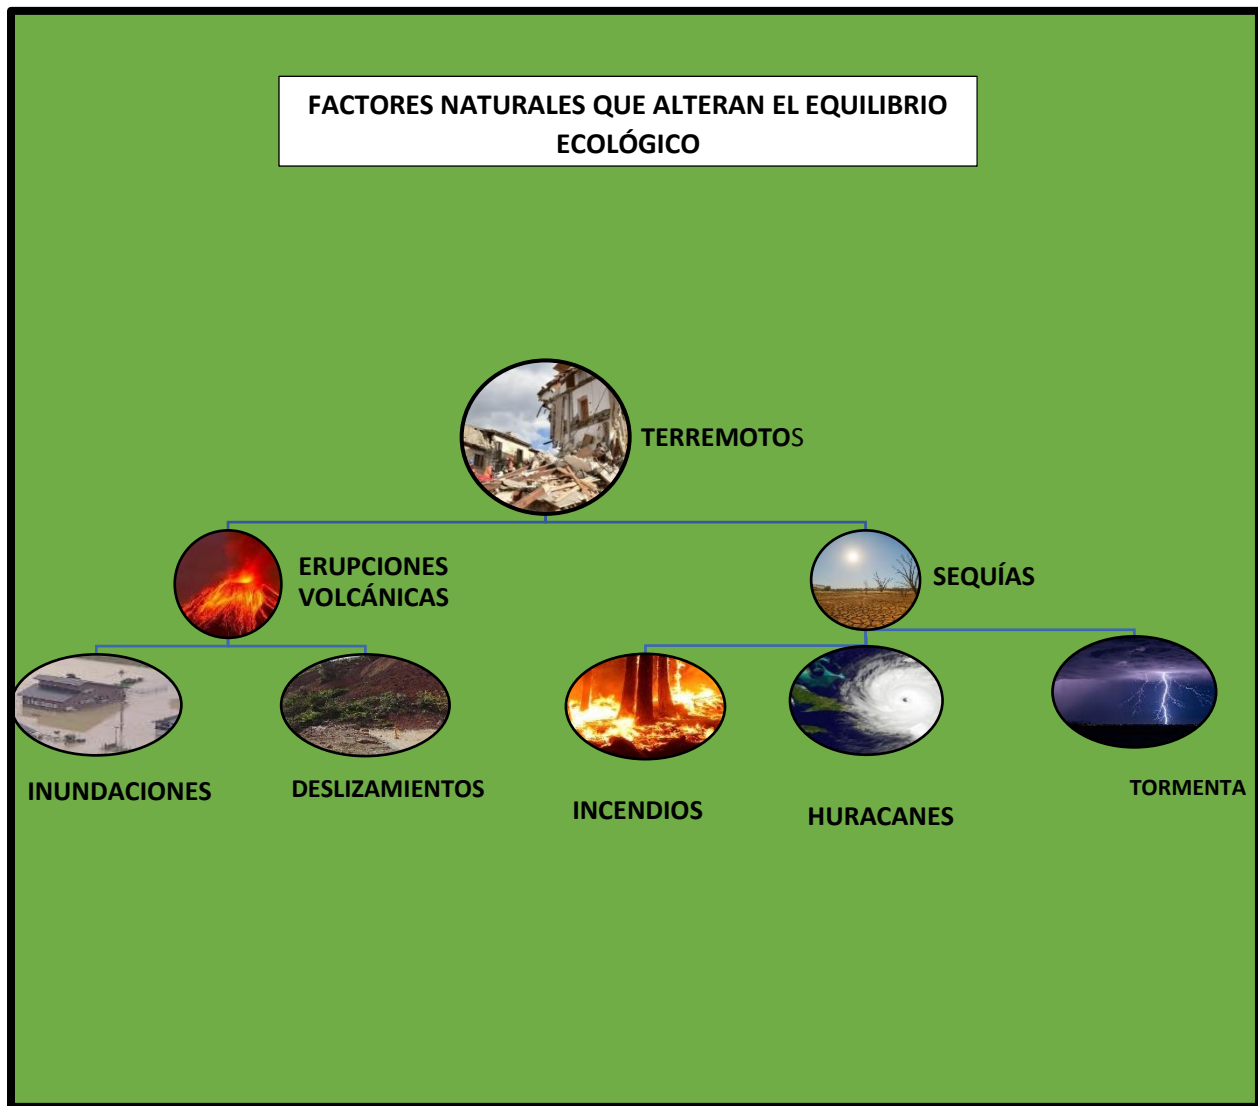 FACTORES NATURALES QUE ALTERAN EL EQUILIBRIO
ECOLÓGICO
TERREMOTOS
ERUPCIONES
VOLCÁNICAS
SEQUÍAS
INUNDACIONES
DESLIZAMIENTOS
INCENDIOS
HURACANES
TORMENTA